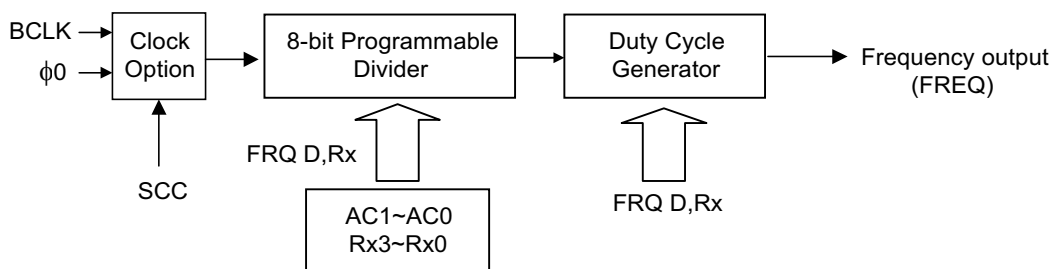 BCLK
ϕ0
Clock
Option
SCC
8-bit Programmable
Divider
FRQ D,Rx
AC1~AC0
Rx3~Rx0
Duty Cycle
Generator
FRQ D,Rx
Frequency output
(FREQ)